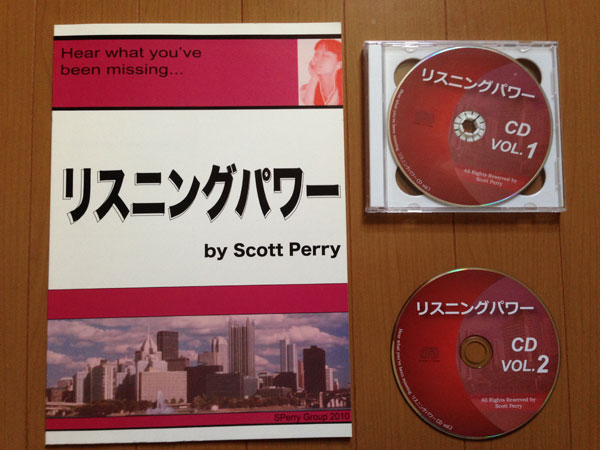 Hear what you've
been missing...
リスニングパワー
by Scott Perry
SPerry Group 2010
リスニングパワー
CD
VOL.1
All Rights Reserved by
Scott Perry
リスニングパワー
CD
VOL.2
All Rights Reserved by
Scott Perry